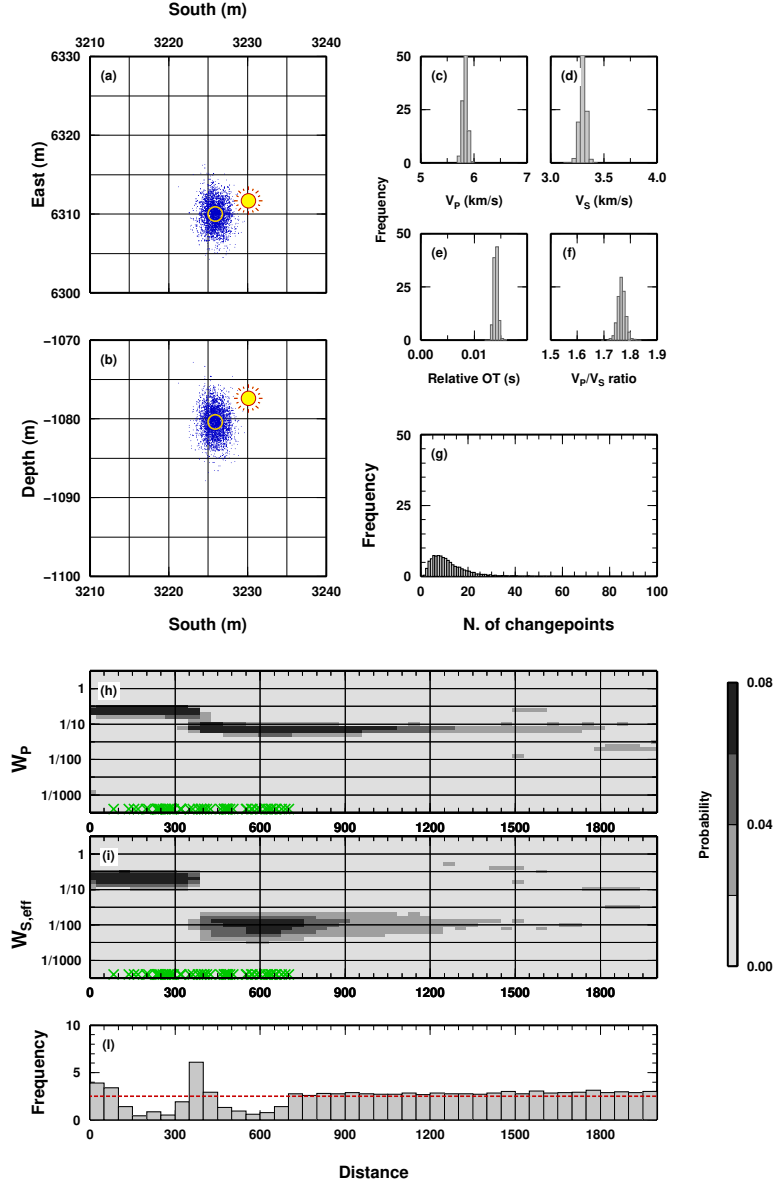 South (m)
3210 3220 3230 3240
6330
6320
6310
6300
East (m)
(a)
−1070
−1080
−1090
−1100
Depth (m)
(b)
3210 3220 3230 3240
South (m)
50
25
0
(c)
5 6 7
V_P (km/s)
(d)
3.0 3.5 4.0
V_S (km/s)
Frequency
50
25
0
(e)
0.00 0.01
Relative OT (s)
(f)
1.5 1.6 1.7 1.8 1.9
V_P/V_S ratio
50
25
0
Frequency
(g)
0 20 40 60 80 100
N. of changepoints
(h)
1
1/10
1/100
1/1000
W_P
0 300 600 900 1200 1500 1800
(i)
1
1/10
1/100
1/1000
W_S,eff
0 300 600 900 1200 1500 1800
0.08
0.04
0.00
Probability
(l)
10
5
0
Frequency
0 300 600 900 1200 1500 1800
Distance